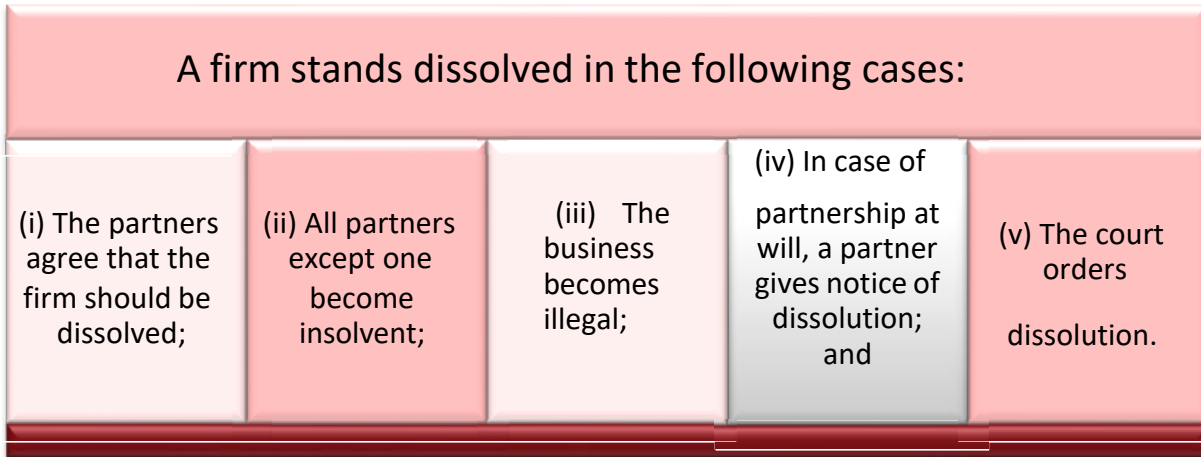 A firm stands dissolved in the following cases:
(i) The partners
agree that the
firm should be
dissolved;
(ii) All partners
except one
become
insolvent;
(iii) The
business
becomes
illegal;
(iv) In case of
partnership at
will, a partner
gives notice of
dissolution;
and
(v) The court
orders
dissolution.